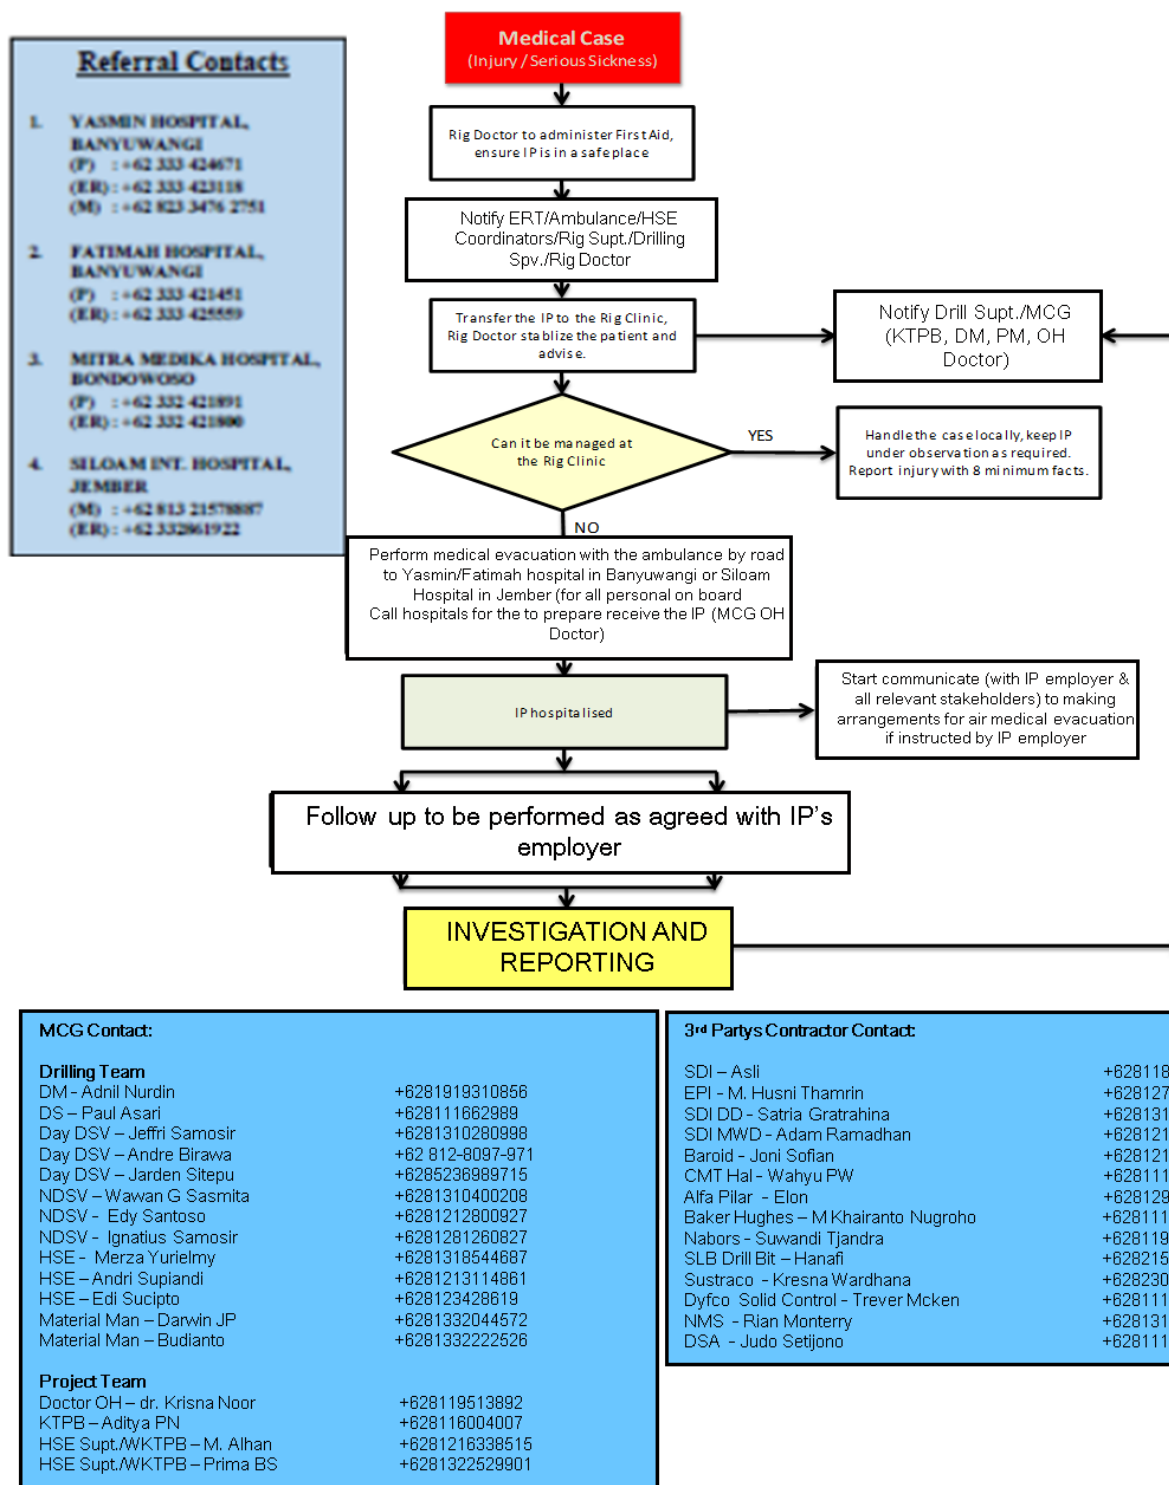 Medical Case
(Injury / Serious Sickness)
Referral Contacts
1. YASMIN HOSPITAL,
BANYUWANGI
(P) : +62 333 424671
(ER) : +62 333 423118
(M) : +62 823 3476 2751
2. FATIMAH HOSPITAL,
BANYUWANGI
(P) : +62 333 421451
(ER) : +62 333 425559
3. MITRA MEDIKA HOSPITAL,
BONDOWOSO
(P) : +62 332 421891
(ER) : +62 332 421800
4. SILOAM INT. HOSPITAL,
JEMBER
(M) : +62 813 21578887
(ER) : +62 332861922
Rig Doctor to administer First Aid,
ensure IP is in a safe place
Notify ERT/Ambulance/HSE
Coordinators/Rig Supt./Drilling
Spv./Rig Doctor
Transfer the IP to the Rig Clinic,
Rig Doctor stablize the patient and
advise.
Notify Drill Supt./MCG
(KTPB, DM, PM, OH
Doctor)
Can it be managed at
the Rig Clinic
YES
Handle the case locally, keep IP
under observation as required.
Report injury with 8 minimum facts.
NO
Perform medical evacuation with the ambulance by road
to Yasmin/Fatimah hospital in Banyuwangi or Siloam
Hospital in Jember (for all personal on board
Call hospitals for the to prepare receive the IP (MCG OH
Doctor)
IP hospitalised
Start communicate (with IP employer &
all relevant stakeholders) to making
arrangements for air medical evacuation
if instructed by IP employer
Follow up to be performed as agreed with IP's
employer
INVESTIGATION AND
REPORTING
MCG Contact:
Drilling Team
DM - Adnil Nurdin +6281919310856
DS – Paul Asari +628111662989
Day DSV – Jeffri Samosir +6281310280998
Day DSV – Andre Birawa +62 812-8097-971
Day DSV – Jarden Sitepu +6285236989715
NDSV – Wawan G Sasmita +6281310400208
NDSV - Edy Santoso +6281212800927
NDSV - Ignatius Samosir +6281281260827
HSE - Merza Yurielmy +6281318544687
HSE – Andri Supiandi +6281213114861
HSE – Edi Sucipto +628123428619
Material Man – Darwin JP +6281332044572
Material Man – Budianto +6281332222526
Project Team
Doctor OH – dr. Krisna Noor +628119513892
KTPB – Aditya PN +628116004007
HSE Supt./WKTPB – M. Alhan +6281216338515
HSE Supt./WKTPB – Prima BS +6281322529901
3rd Partys Contractor Contact:
SDI – Asli +628118
EPI - M. Husni Thamrin +628127
SDI DD - Satria Gratrahina +628131
SDI MWD - Adam Ramadhan +628121
Baroid - Joni Sofian +628121
CMT Hal - Wahyu PW +628111
Alfa Pilar - Elon +628129
Baker Hughes – M Khairanto Nugroho +628111
Nabors - Suwandi Tjandra +628119
SLB Drill Bit – Hanafi +628215
Sustraco - Kresna Wardhana +628230
Dyfco Solid Control - Trever Mcken +628111
NMS - Rian Monterry +628131
DSA - Judo Setijono +628111